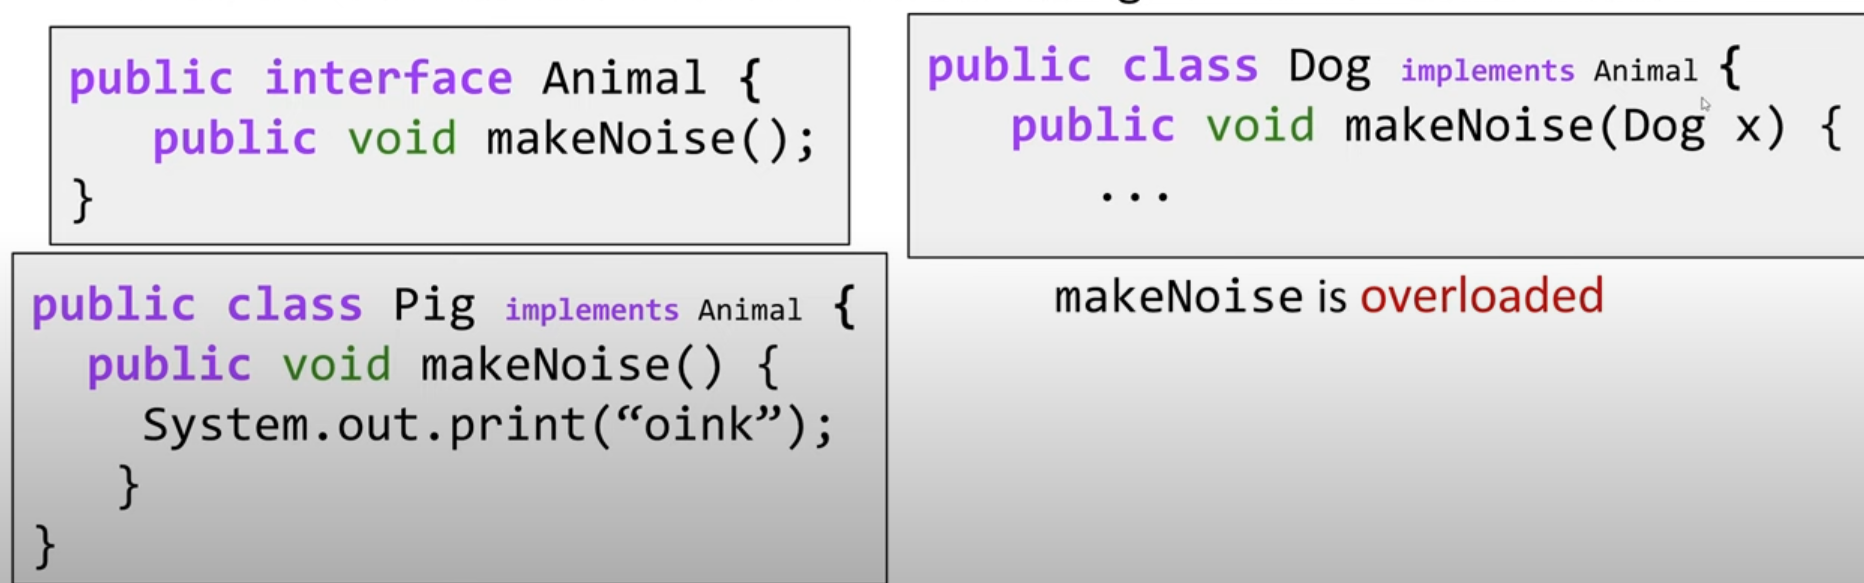 public interface Animal {
public void makeNoise();
}
public class Pig implements Animal {
public void makeNoise() {
System.out.print(“oink”);
}
}
public class Dog implements Animal {
public void makeNoise(Dog x) {
...
makeNoise is overloaded